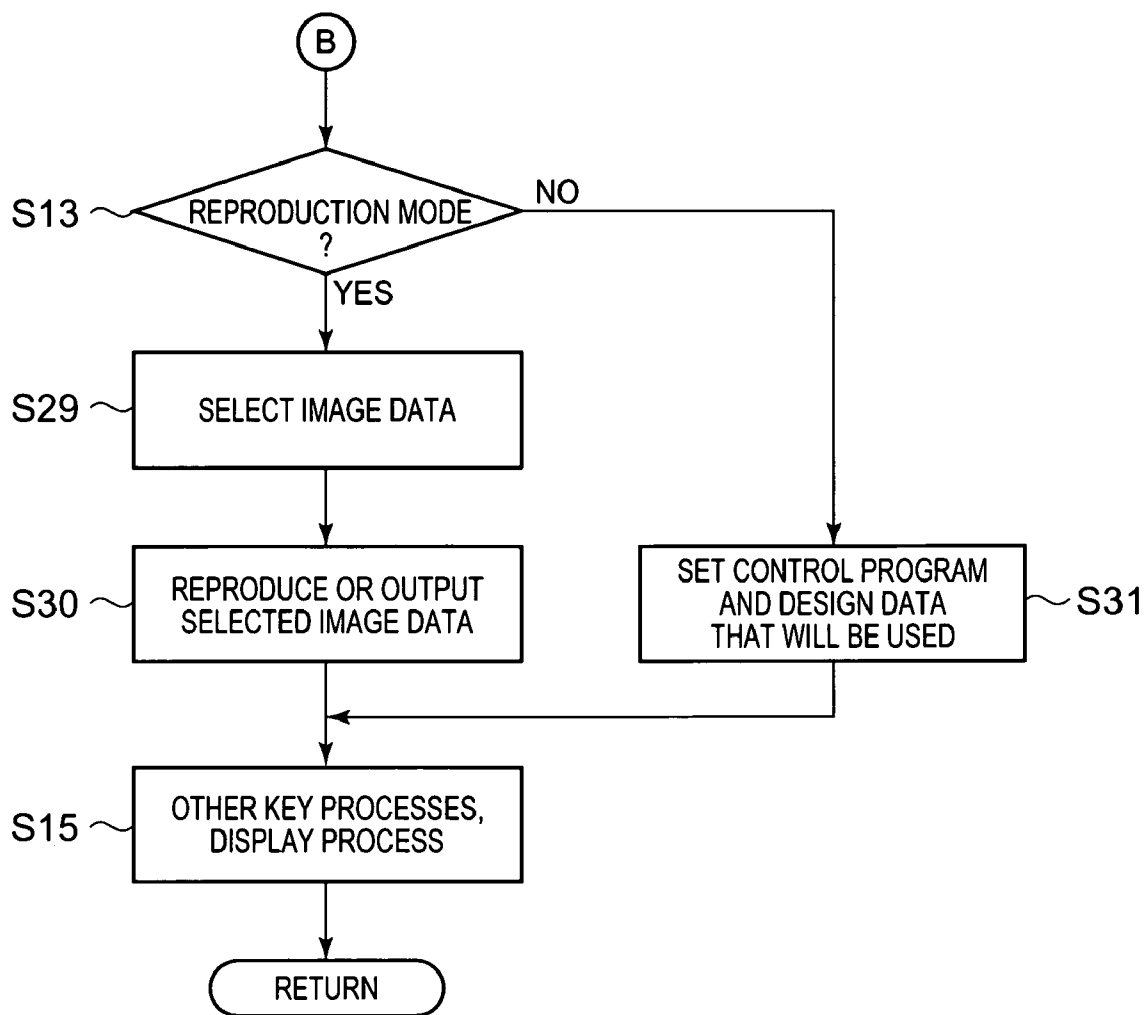 B
S13
REPRODUCTION MODE
?
NO
YES
S29
SELECT IMAGE DATA
S30
REPRODUCE OR OUTPUT
SELECTED IMAGE DATA
SET CONTROL PROGRAM
AND DESIGN DATA
THAT WILL BE USED
S31
S15
OTHER KEY PROCESSES,
DISPLAY PROCESS
RETURN